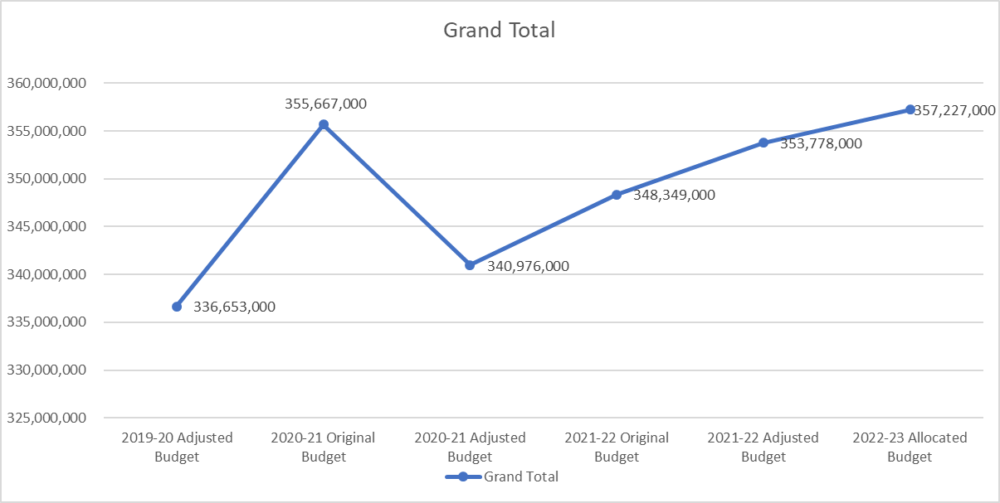 Grand Total
360,000,000
355,000,000
350,000,000
345,000,000
340,000,000
335,000,000
330,000,000
325,000,000
336,653,000
355,667,000
340,976,000
348,349,000
353,778,000
357,227,000
2019-20 Adjusted
Budget
2020-21 Original
Budget
2020-21 Adjusted
Budget
2021-22 Original
Budget
2021-22 Adjusted
Budget
2022-23 Allocated
Budget
Grand Total